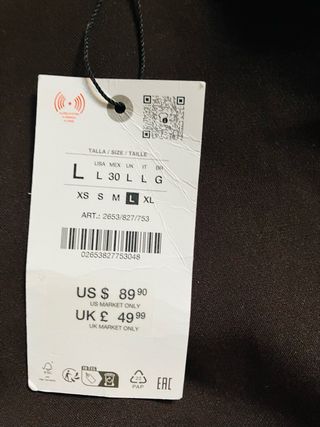 TALLA / SIZE / TAILLE
USA MEX UK IT BR
L L 30 L L G
XS S M L XL
ART.: 2653/827/753
02653827753048
US $ 89.90
US MARKET ONLY
UK £ 49.99
UK MARKET ONLY
FSC
PAP
EAC